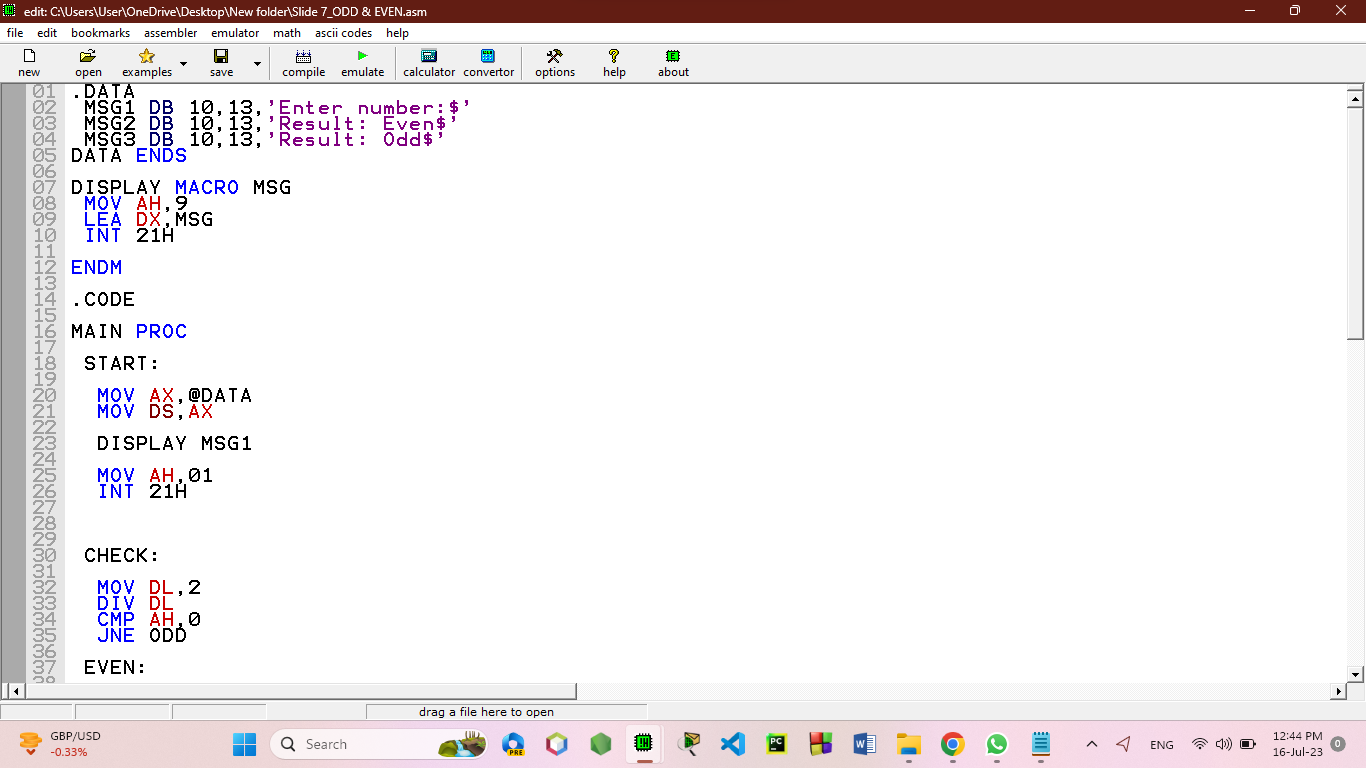 edit: C:\Users\User\OneDrive\Desktop\New folder\Slide 7_ODD & EVEN.asm
file edit bookmarks assembler emulator math ascii codes help
new open examples save compile emulate calculator convertor options help about
01 .DATA
02 MSG1 DB 10,13,'Enter number:$'
03 MSG2 DB 10,13,'Result: Even$'
04 MSG3 DB 10,13,'Result: Odd$'
05 DATA ENDS
06
07 DISPLAY MACRO MSG
08 MOV AH,9
09 LEA DX,MSG
10 INT 21H
11
12 ENDM
13
14 .CODE
15
16 MAIN PROC
17
18 START:
19
20 MOV AX,@DATA
21 MOV DS,AX
22
23 DISPLAY MSG1
24
25 MOV AH,01
26 INT 21H
27
28
29
30 CHECK:
31
32 MOV DL,2
33 DIV DL
34 CMP AH,0
35 JNE ODD
36
37 EVEN:
38
drag a file here to open
GBP/USD
-0.33%
Search
PRE
PC
W
ENG
12:44 PM
16-Jul-23
0